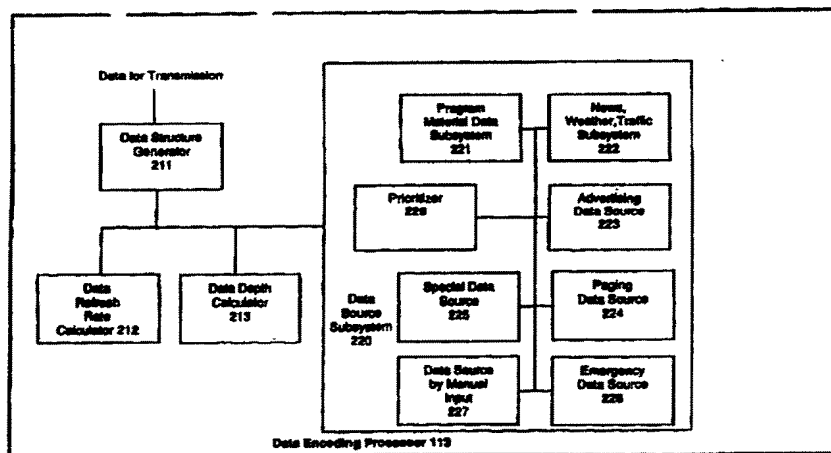 Data for Transmission
Data Structure
Generator
211
Data
Refresh
Rate
Calculator 212
Data Depth
Calculator
213
Program
Material Data
Subsystem
221
News,
Weather,Traffic
Subsystem
222
Prioritizer
Advertising
Data Source
223
Data
Source
Subsystem
220
Special Data
Source
225
Paging
Data Source
224
Data Source
by Manual
Input
227
Emergency
Data Source
Data Encoding Processor 113